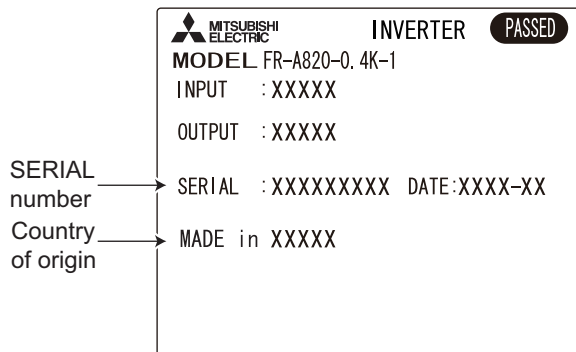 MITSUBISHI
ELECTRIC
INVERTER PASSED
MODEL FR-A820-0.4K-1
INPUT :XXXXX
OUTPUT :XXXXX
SERIAL
number
SERIAL :XXXXXXXXX DATE:XXXX-XX
Country
of origin
MADE in XXXXX